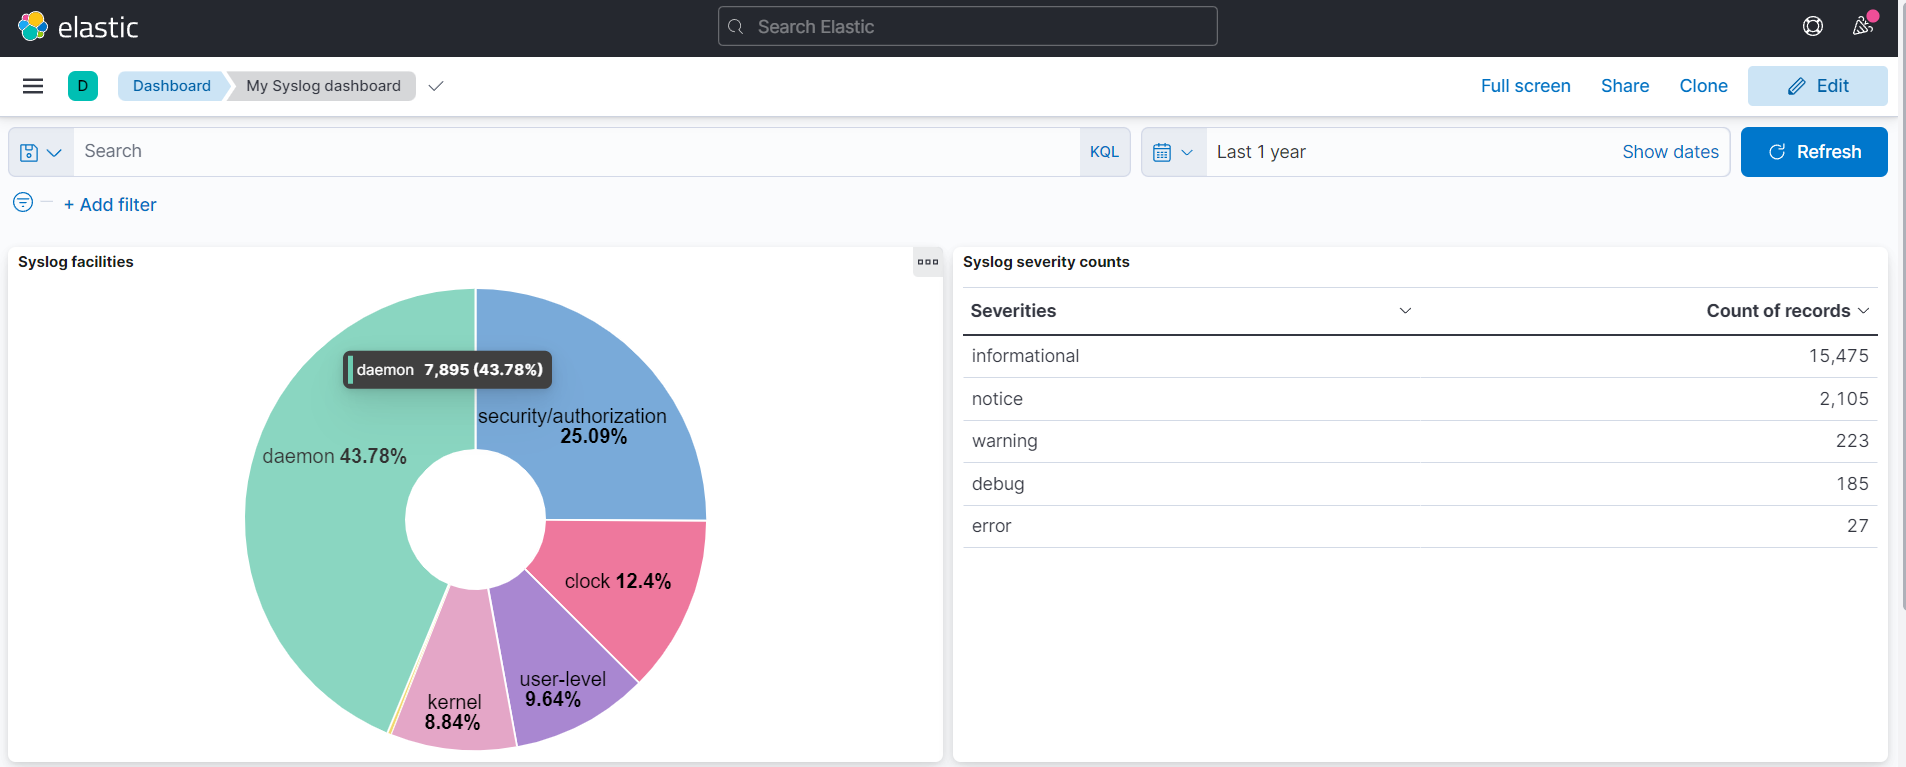 elastic
Search Elastic
D
Dashboard
My Syslog dashboard
Full screen
Share
Clone
Edit
Search
KQL
Last 1 year
Show dates
Refresh
+ Add filter
Syslog facilities
daemon 7,895 (43.78%)
security/authorization
25.09%
daemon 43.78%
clock 12.4%
user-level
9.64%
kernel
8.84%
Syslog severity counts
Severities Count of records
informational 15,475
notice 2,105
warning 223
debug 185
error 27